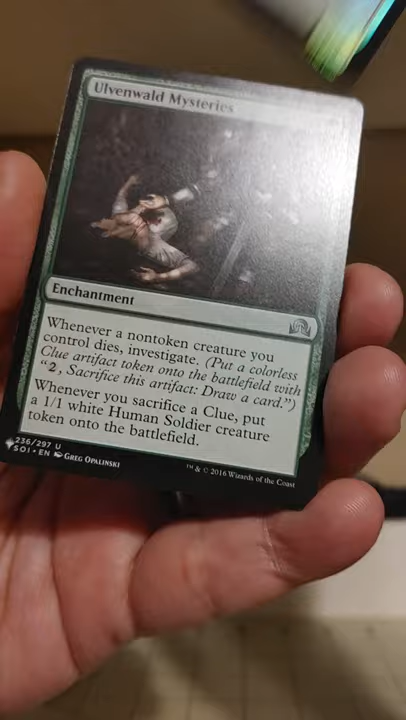 Ulvenwald Mysteries
Enchantment
Whenever a nontoken creature you
control dies, investigate. (Put a colorless
Clue artifact token onto the battlefield with
"2, Sacrifice this artifact: Draw a card.")
Whenever you sacrifice a Clue, put
a 1/1 white Human Soldier creature
token onto the battlefield.
236/297 U
SOI • EN Greg Opalinski
™ & © 2016 Wizards of the Coast